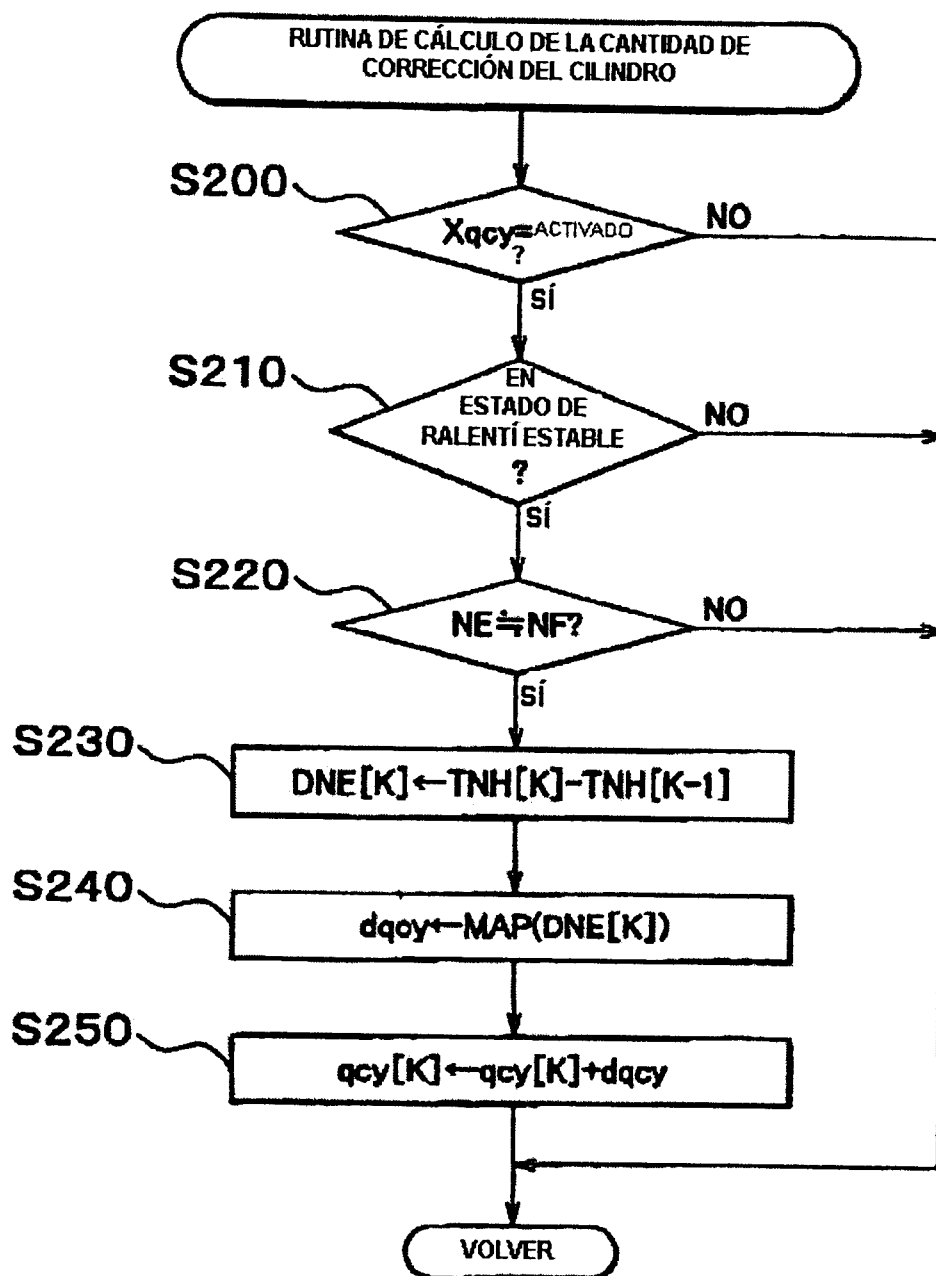 RUTINA DE CÁLCULO DE LA CANTIDAD DE
CORRECCIÓN DEL CILINDRO
S200
Xqcy=ACTIVADO
?
NO
SÍ
S210
EN
ESTADO DE
RALENTÍ ESTABLE
?
NO
SÍ
S220
NE≒NF?
NO
SÍ
S230
DNE[K]←TNH[K]-TNH[K-1]
S240
dqoy←MAP(DNE[K])
S250
qcy[K]←qcy[K]+dqcy
VOLVER